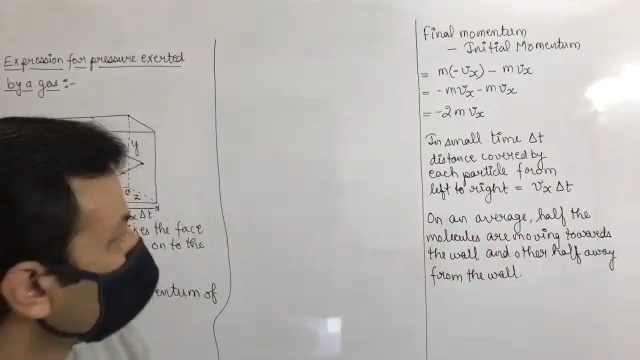 Expression for pressure exerted
by a gas :-
y
o
z
x Δt
the face
on to the
entum of
Final momentum
- Initial Momentum
= m(-vx) - mvx
= -mvx - mvx
= -2mvx
In small time Δt
distance covered by
each particle from
left to right = vx Δt
On an average, half the
molecules are moving towards
the wall and other half away
from the wall.